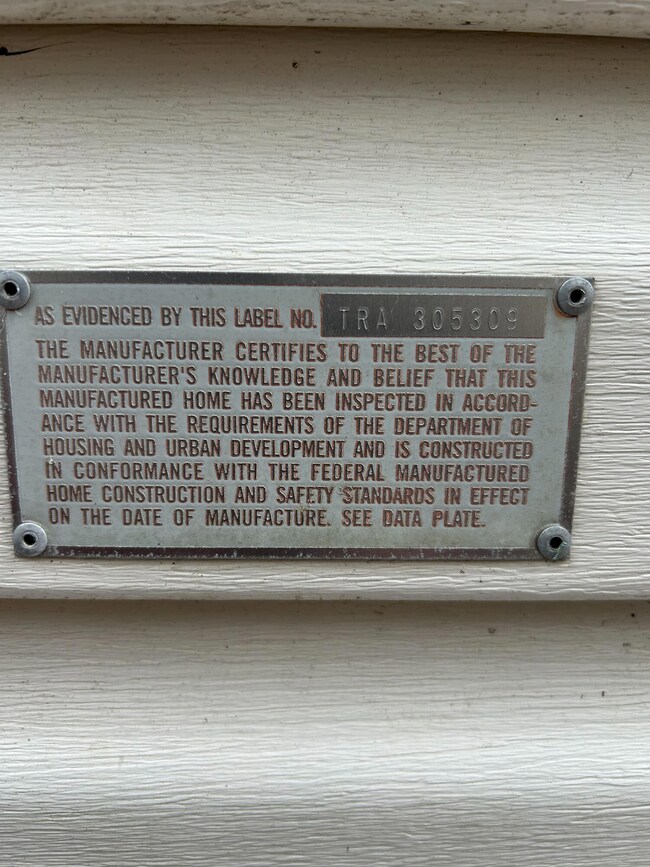 AS EVIDENCED BY THIS LABEL NO. TRA 305309
THE MANUFACTURER CERTIFIES TO THE BEST OF THE
MANUFACTURER'S KNOWLEDGE AND BELIEF THAT THIS
MANUFACTURED HOME HAS BEEN INSPECTED IN ACCORD-
ANCE WITH THE REQUIREMENTS OF THE DEPARTMENT OF
HOUSING AND URBAN DEVELOPMENT AND IS CONSTRUCTED
IN CONFORMANCE WITH THE FEDERAL MANUFACTURED
HOME CONSTRUCTION AND SAFETY STANDARDS IN EFFECT
ON THE DATE OF MANUFACTURE. SEE DATA PLATE.